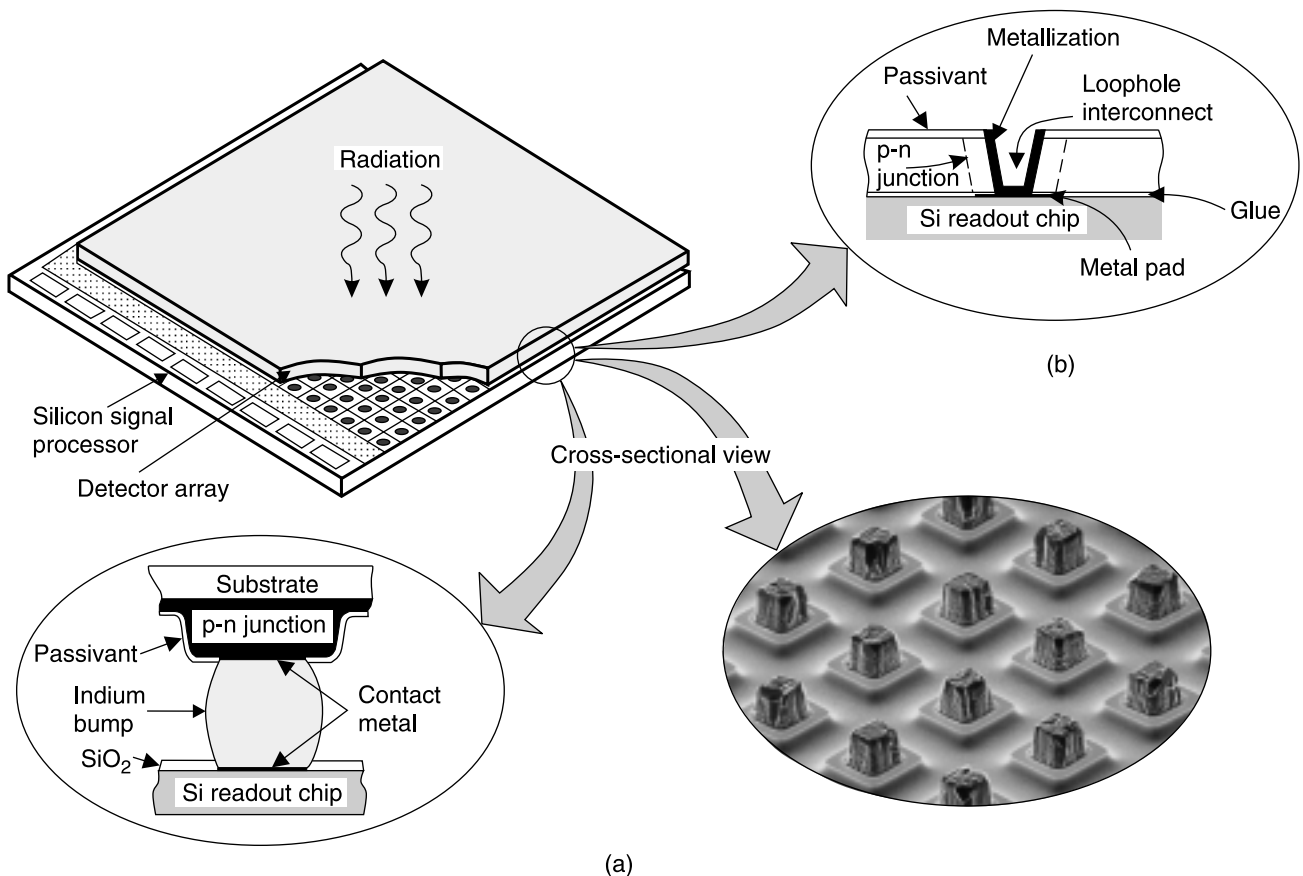 Metallization
Passivant
Loophole
interconnect
Radiation
p-n
junction
Glue
Si readout chip
Metal pad
(b)
Silicon signal
processor
Cross-sectional view
Detector array
Substrate
p-n junction
Passivant
Indium
bump
Contact
metal
SiO2
Si readout chip
(a)